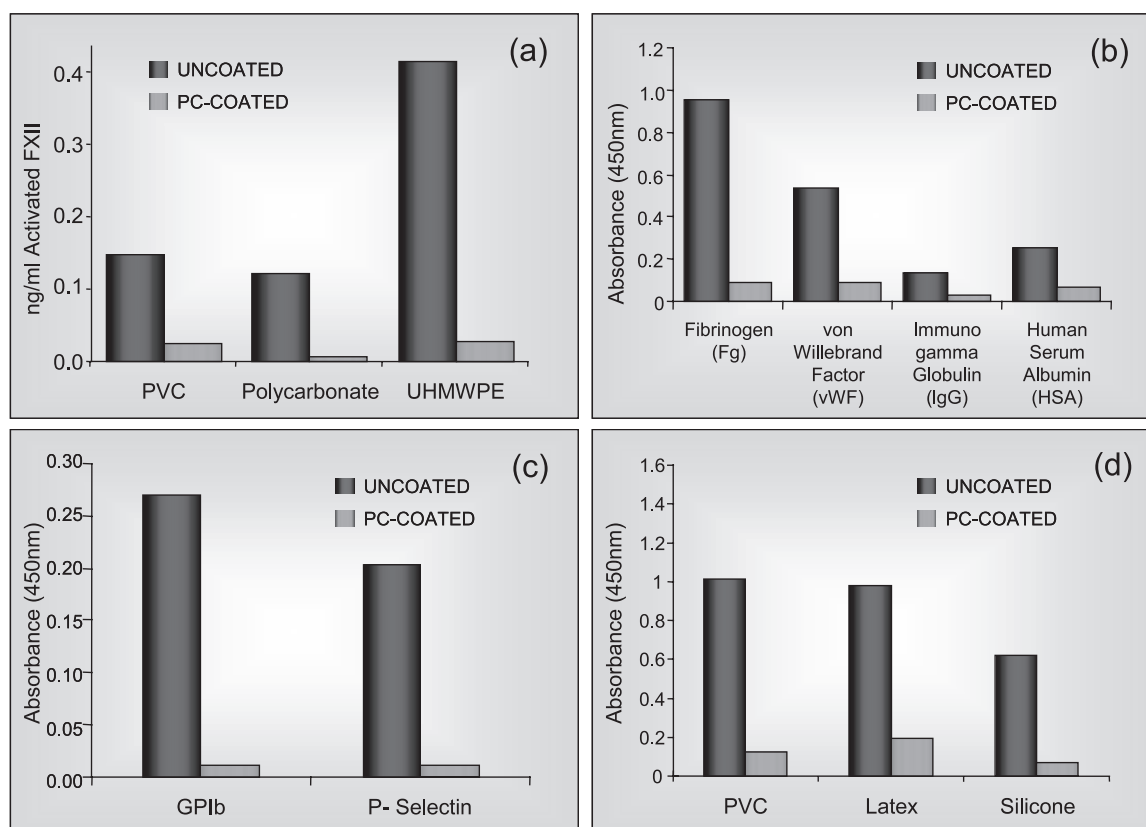 (a)
UNCOATED
PC-COATED
ng/ml Activated FXII
0.4
0.3
0.2
0.1
0.0
PVC Polycarbonate UHMWPE
(b)
UNCOATED
PC-COATED
Absorbance (450nm)
1.2
1.0
0.8
0.6
0.4
0.2
0
Fibrinogen
(Fg)
von
Willebrand
Factor
(vWF)
Immuno
gamma
Globulin
(IgG)
Human
Serum
Albumin
(HSA)
(c)
UNCOATED
PC-COATED
Absorbance (450nm)
0.30
0.25
0.20
0.15
0.10
0.05
0.00
GPIb P- Selectin
(d)
UNCOATED
PC-COATED
Absorbance (450nm)
1.6
1.4
1.2
1
0.8
0.6
0.4
0.2
0
PVC Latex Silicone